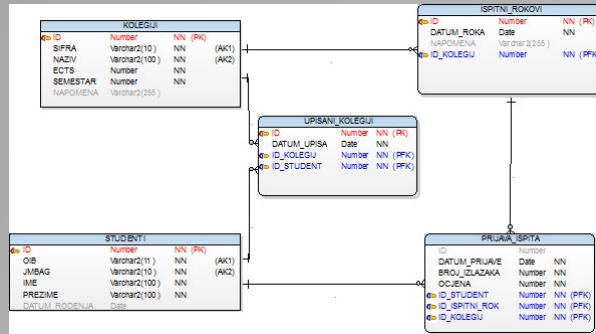 KOLEGIJI
ID Number NN (PK)
SIFRA Varchar2(10) NN (AK1)
NAZIV Varchar2(100) NN (AK2)
ECTS Number NN
SEMESTAR Number NN
NAPOMENA Varchar2(255)
ISPITNI_ROKOVI
ID Number NN (PK)
DATUM_ROKA Date NN
NAPOMENA Varchar2(255)
ID_KOLEGIJ Number NN (PFK)
UPISANI_KOLEGIJI
ID Number NN (PK)
DATUM_UPISA Date NN
ID_KOLEGIJ Number NN (PFK)
ID_STUDENT Number NN (PFK)
STUDENTI
ID Number NN (PK)
OIB Varchar2(11) NN (AK1)
JMBAG Varchar2(10) NN (AK2)
IME Varchar2(100) NN
PREZIME Varchar2(100) NN
DATUM_RODENJA Date
PRIJAVA_ISPITA
ID Number
DATUM_PRIJAVE Date NN
BROJ_IZLAZAKA Number NN
OCJENA Number NN
ID_STUDENT Number NN (PFK)
ID_ISPITNI_ROK Number NN (PFK)
ID_KOLEGIJ Number NN (PFK)